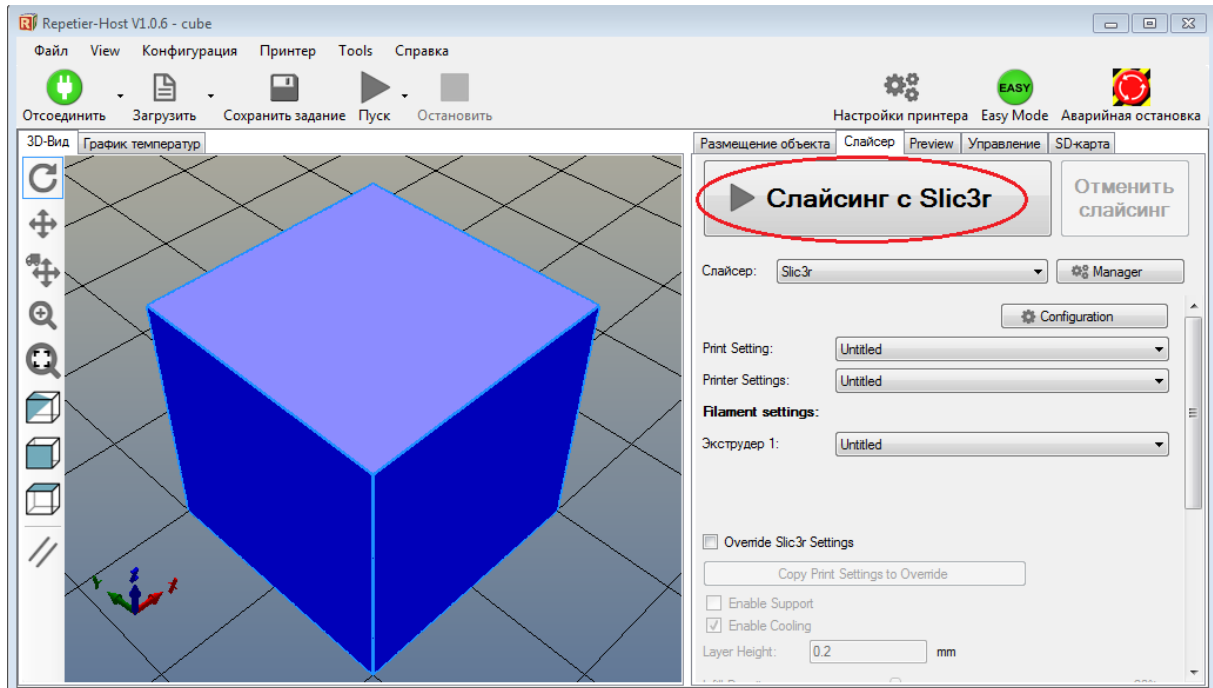 Repetier-Host V1.0.6 - cube
Файл View Конфигурация Принтер Tools Справка
EASY
Отсоединить Загрузить Сохранить задание Пуск Остановить Настройки принтера Easy Mode Аварийная остановка
3D-Вид График температур Размещение объекта Слайсер Preview Управление SD-карта
Слайсинг с Slic3r
Отменить
слайсинг
Слайсер: Slic3r Manager
Configuration
Print Setting: Untitled
Printer Settings: Untitled
Filament settings:
Экструдер 1: Untitled
Override Slic3r Settings
Copy Print Settings to Override
Enable Support
Enable Cooling
Layer Height: 0.2 mm